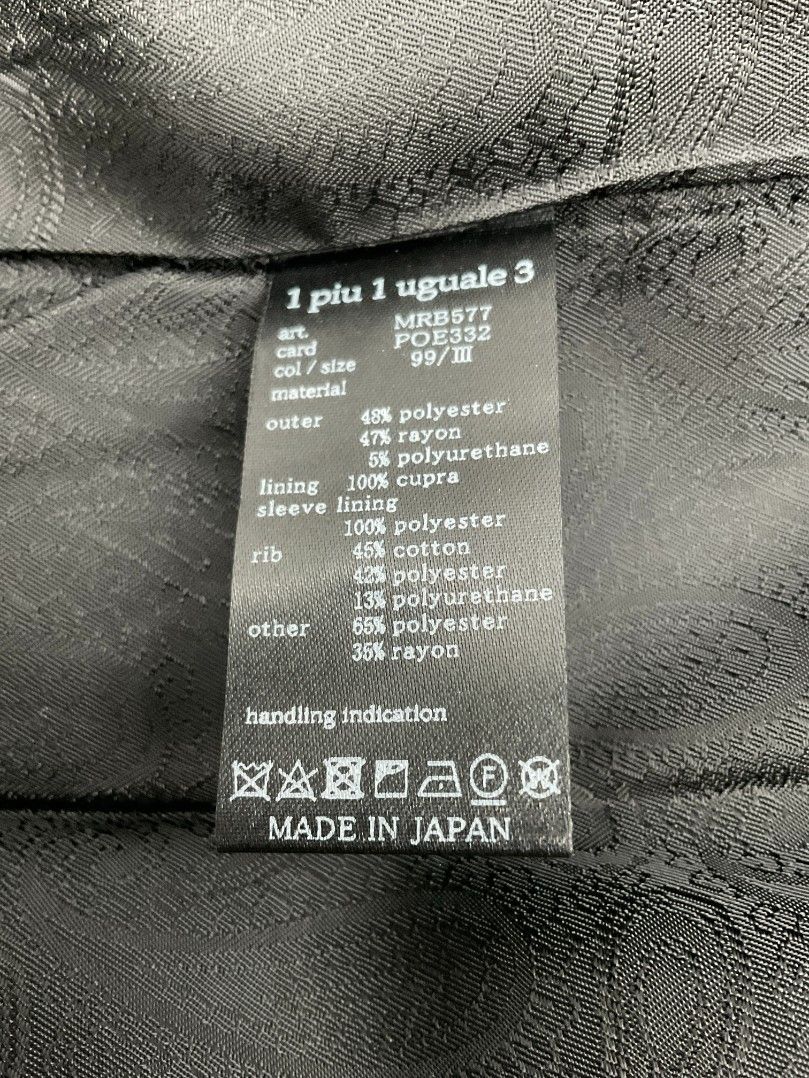 1 piu 1 uguale 3
art. MRB577
card POE332
col / size 99/III
material
outer 48% polyester
47% rayon
5% polyurethane
lining 100% cupra
sleeve lining
100% polyester
rib 45% cotton
42% polyester
13% polyurethane
other 65% polyester
35% rayon
handling indication
F W
MADE IN JAPAN